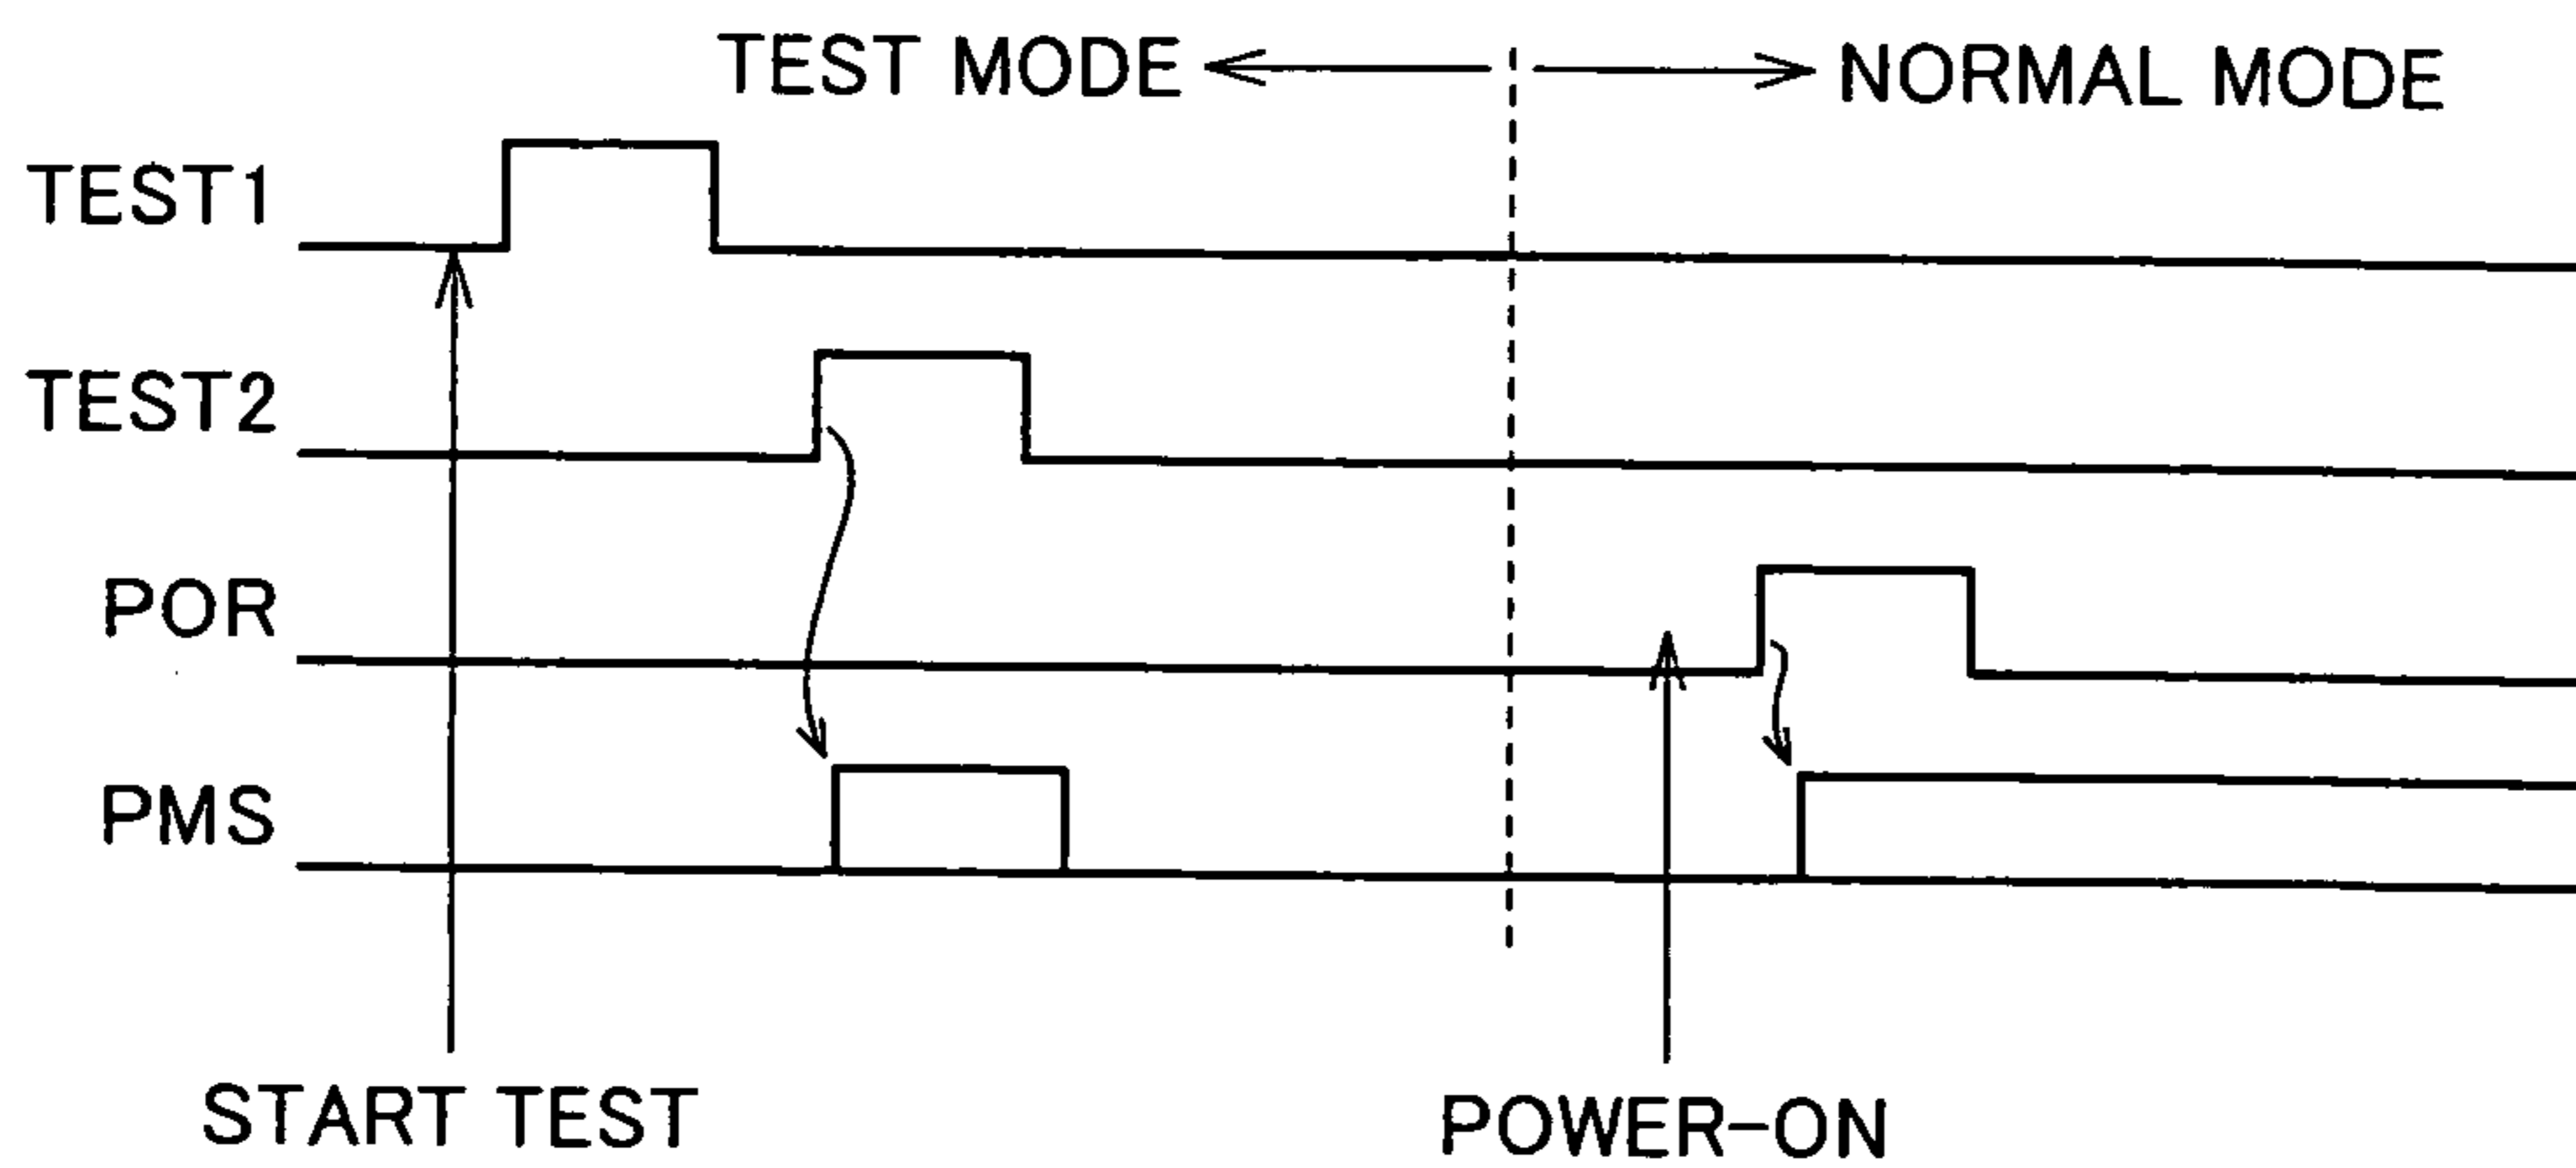 TEST MODE NORMAL MODE
TEST1
TEST2
POR
PMS
START TEST
POWER-ON